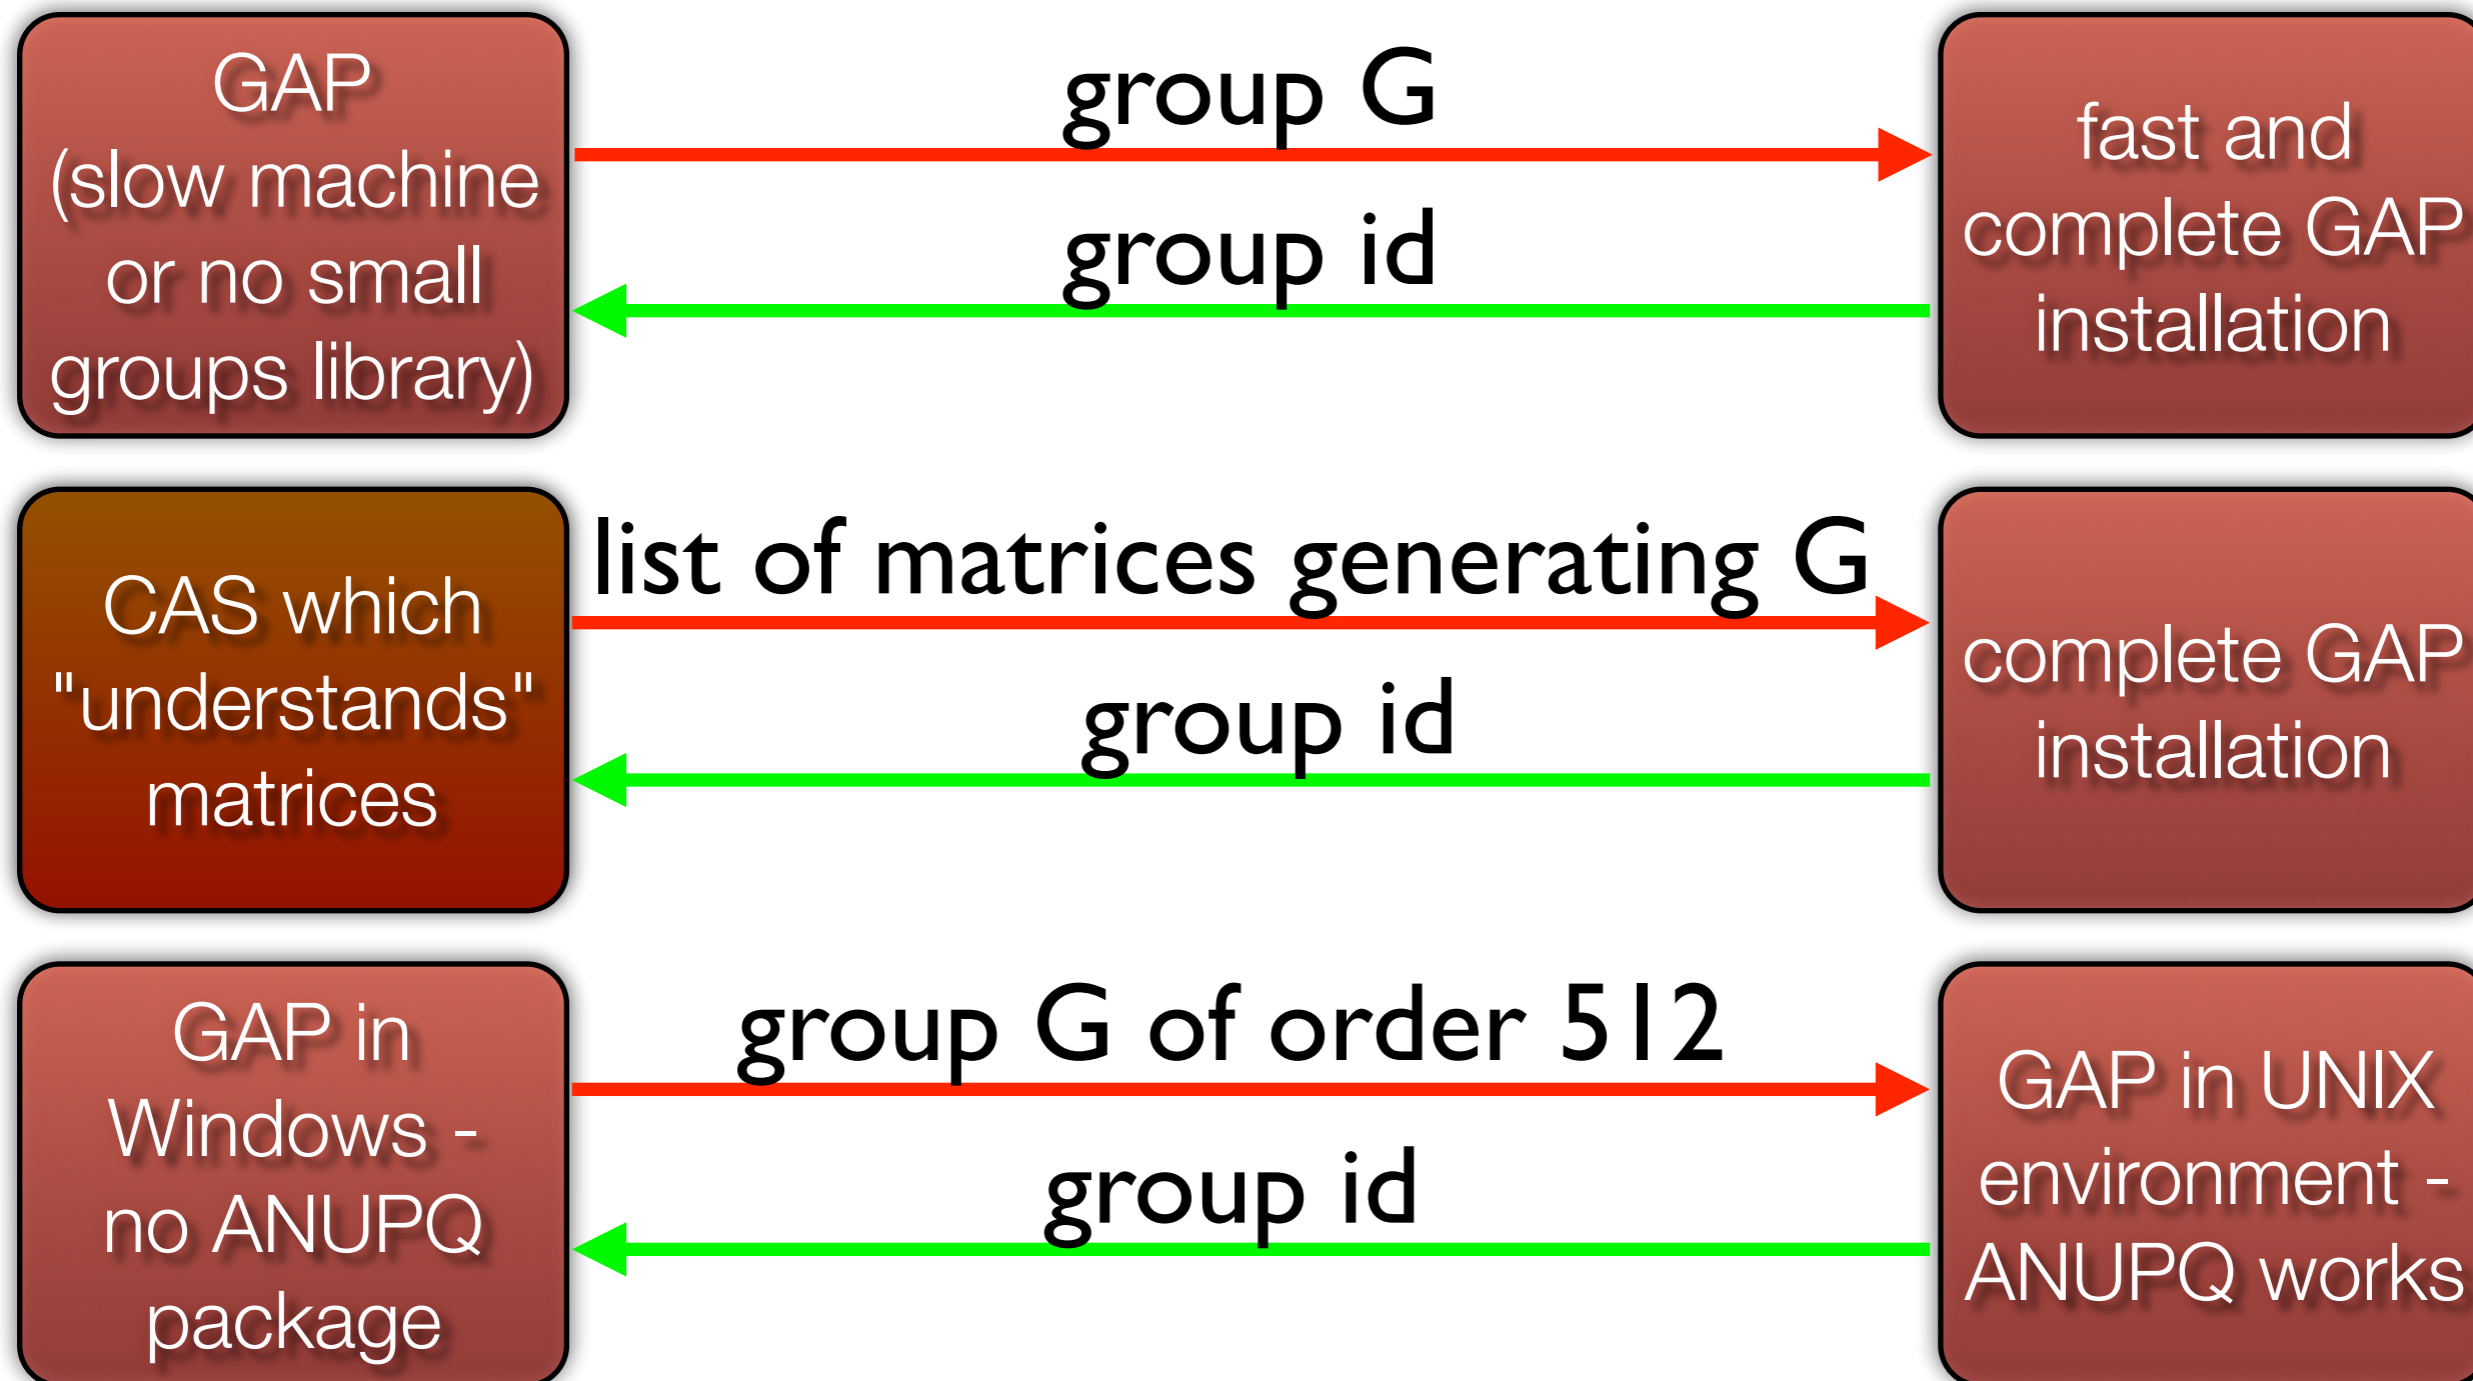 GAP
(slow machine
or no small
groups library)
group G
group id
fast and
complete GAP
installation
CAS which
"understands"
matrices
list of matrices generating G
group id
complete GAP
installation
GAP in
Windows -
no ANUPQ
package
group G of order 512
group id
GAP in UNIX
environment -
ANUPQ works